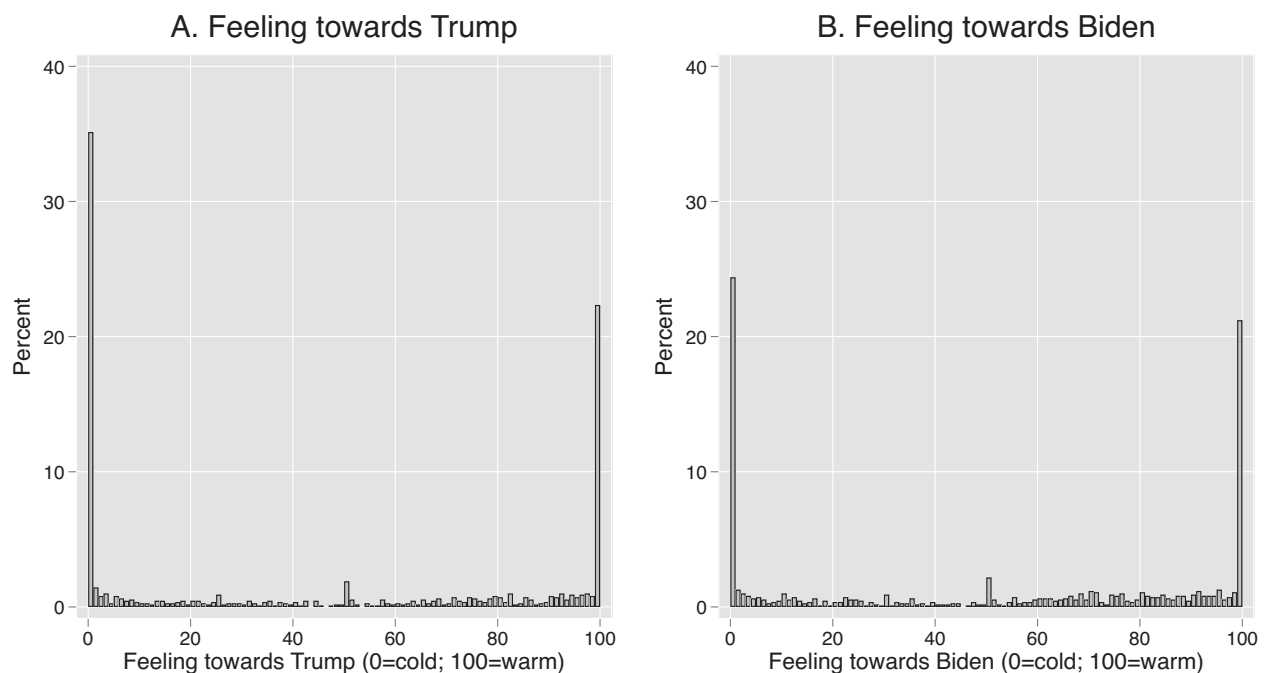 A. Feeling towards Trump
40
30
20
10
0
Percent
0 20 40 60 80 100
Feeling towards Trump (0=cold; 100=warm)
B. Feeling towards Biden
40
30
20
10
0
Percent
0 20 40 60 80 100
Feeling towards Biden (0=cold; 100=warm)